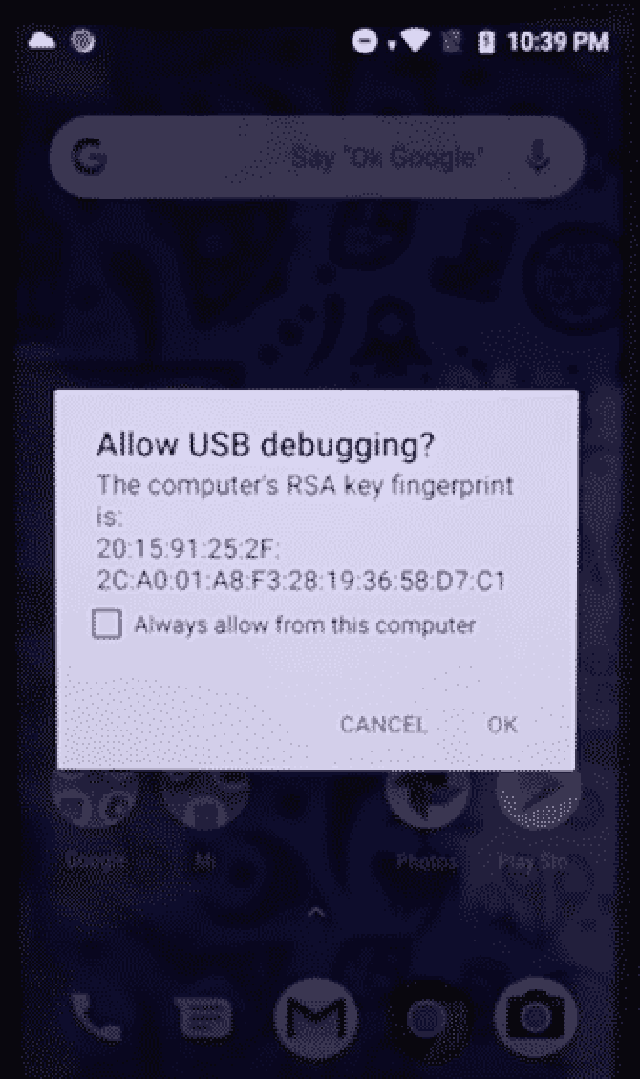 10:39 PM
G Say "Ok Google"
Allow USB debugging?
The computer's RSA key fingerprint
is:
20:15:91:25:2F:
2C:A0:01:A8:F3:28:19:36:58:D7:C1
Always allow from this computer
CANCEL OK
Google Mi Photos Play Sto